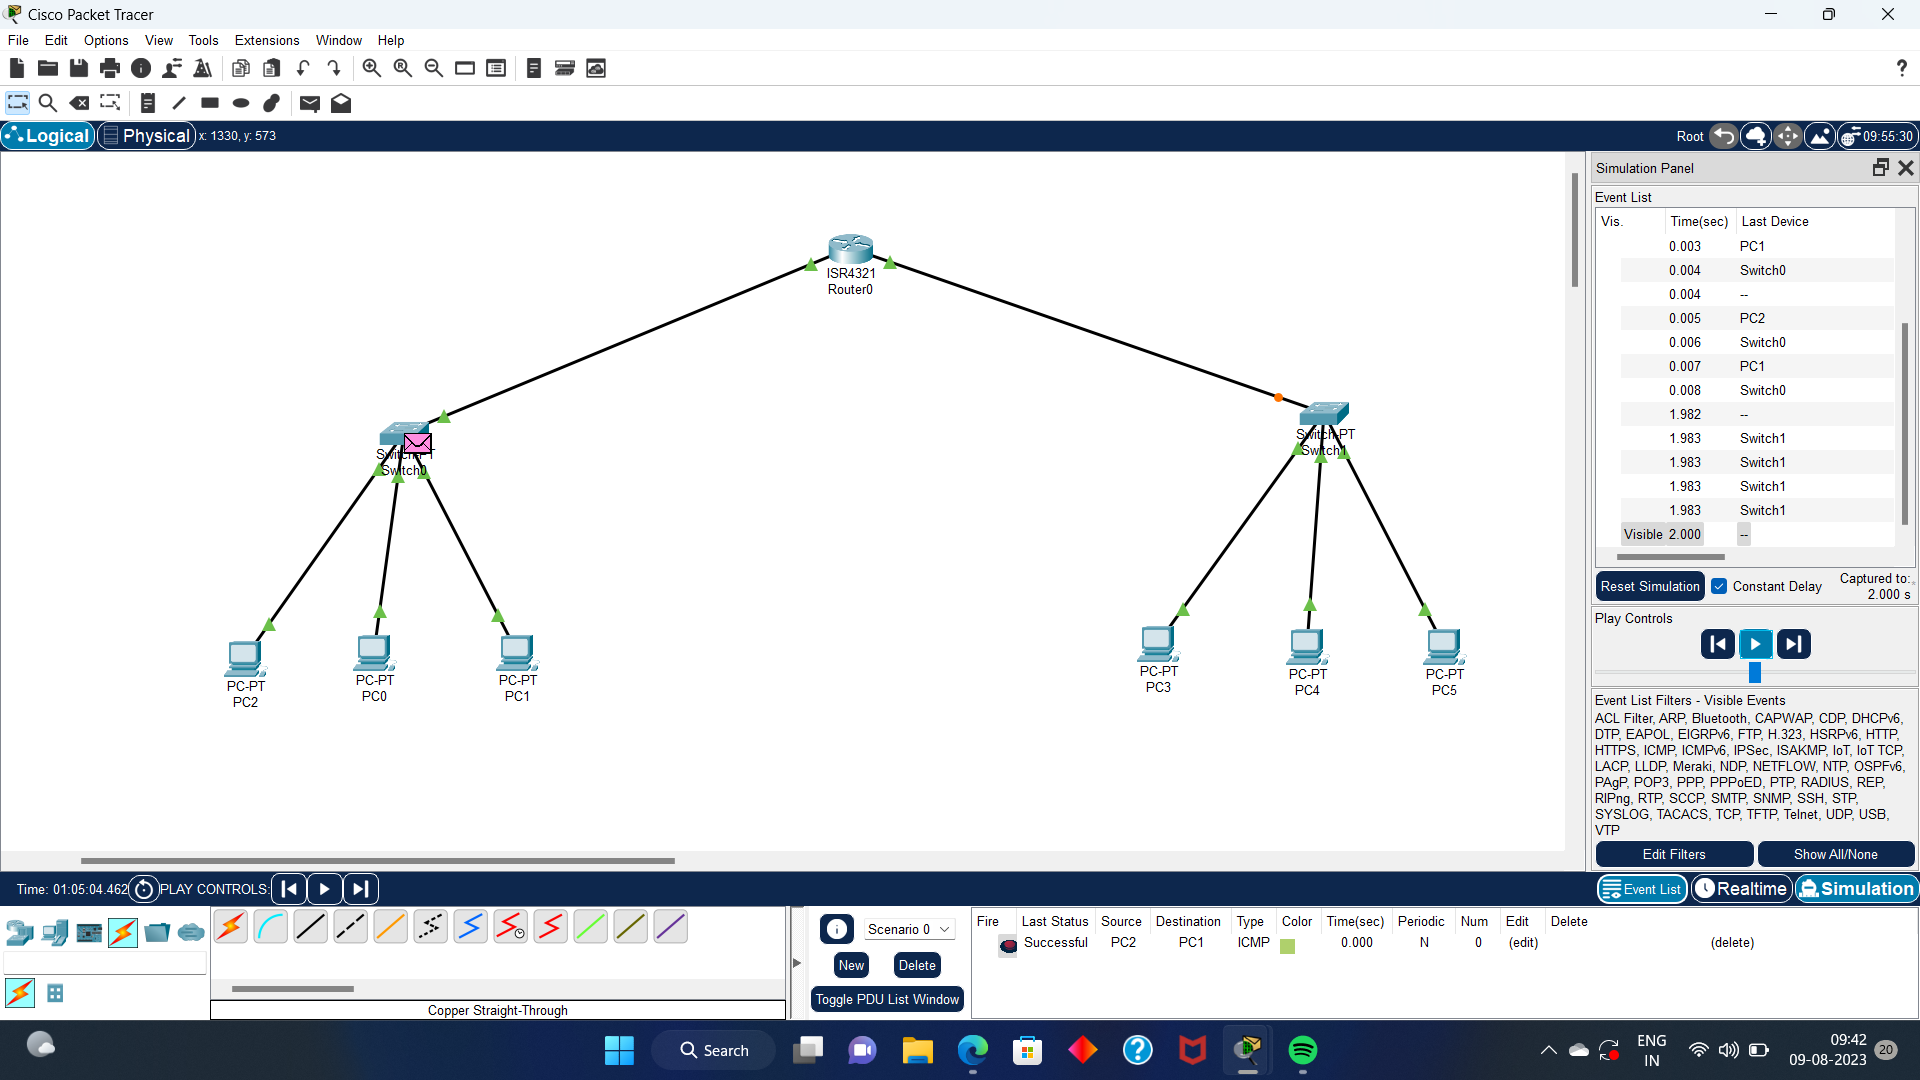 Cisco Packet Tracer
File Edit Options View Tools Extensions Window Help
Logical Physical x: 1330, y: 573 Root 09:55:30
Simulation Panel
Event List
Vis. Time(sec) Last Device
0.003 PC1
0.004 Switch0
0.004 --
0.005 PC2
0.006 Switch0
0.007 PC1
0.008 Switch0
1.982 --
1.983 Switch1
1.983 Switch1
1.983 Switch1
1.983 Switch1
Visible 2.000 --
Reset Simulation Constant Delay Captured to:
2.000 s
Play Controls
Event List Filters - Visible Events
ACL Filter, ARP, Bluetooth, CAPWAP, CDP, DHCPv6,
DTP, EAPOL, EIGRPv6, FTP, H.323, HSRPv6, HTTP,
HTTPS, ICMP, ICMPv6, IPSec, ISAKMP, IoT, IoT TCP,
LACP, LLDP, Meraki, NDP, NETFLOW, NTP, OSPFv6,
PAgP, POP3, PPP, PPPoED, PTP, RADIUS, REP,
RIPng, RTP, SCCP, SMTP, SNMP, SSH, STP,
SYSLOG, TACACS, TCP, TFTP, Telnet, UDP, USB,
VTP
Edit Filters Show All/None
ISR4321
Router0
Switch-PT
Switch0
Switch-PT
Switch1
PC-PT
PC2
PC-PT
PC0
PC-PT
PC1
PC-PT
PC3
PC-PT
PC4
PC-PT
PC5
Time: 01:05:04.462 PLAY CONTROLS: Event List Realtime Simulation
Copper Straight-Through
Scenario 0
New Delete
Toggle PDU List Window
Fire Last Status Source Destination Type Color Time(sec) Periodic Num Edit Delete
Successful PC2 PC1 ICMP 0.000 N 0 (edit) (delete)
Search
ENG
IN
09:42
09-08-2023
20